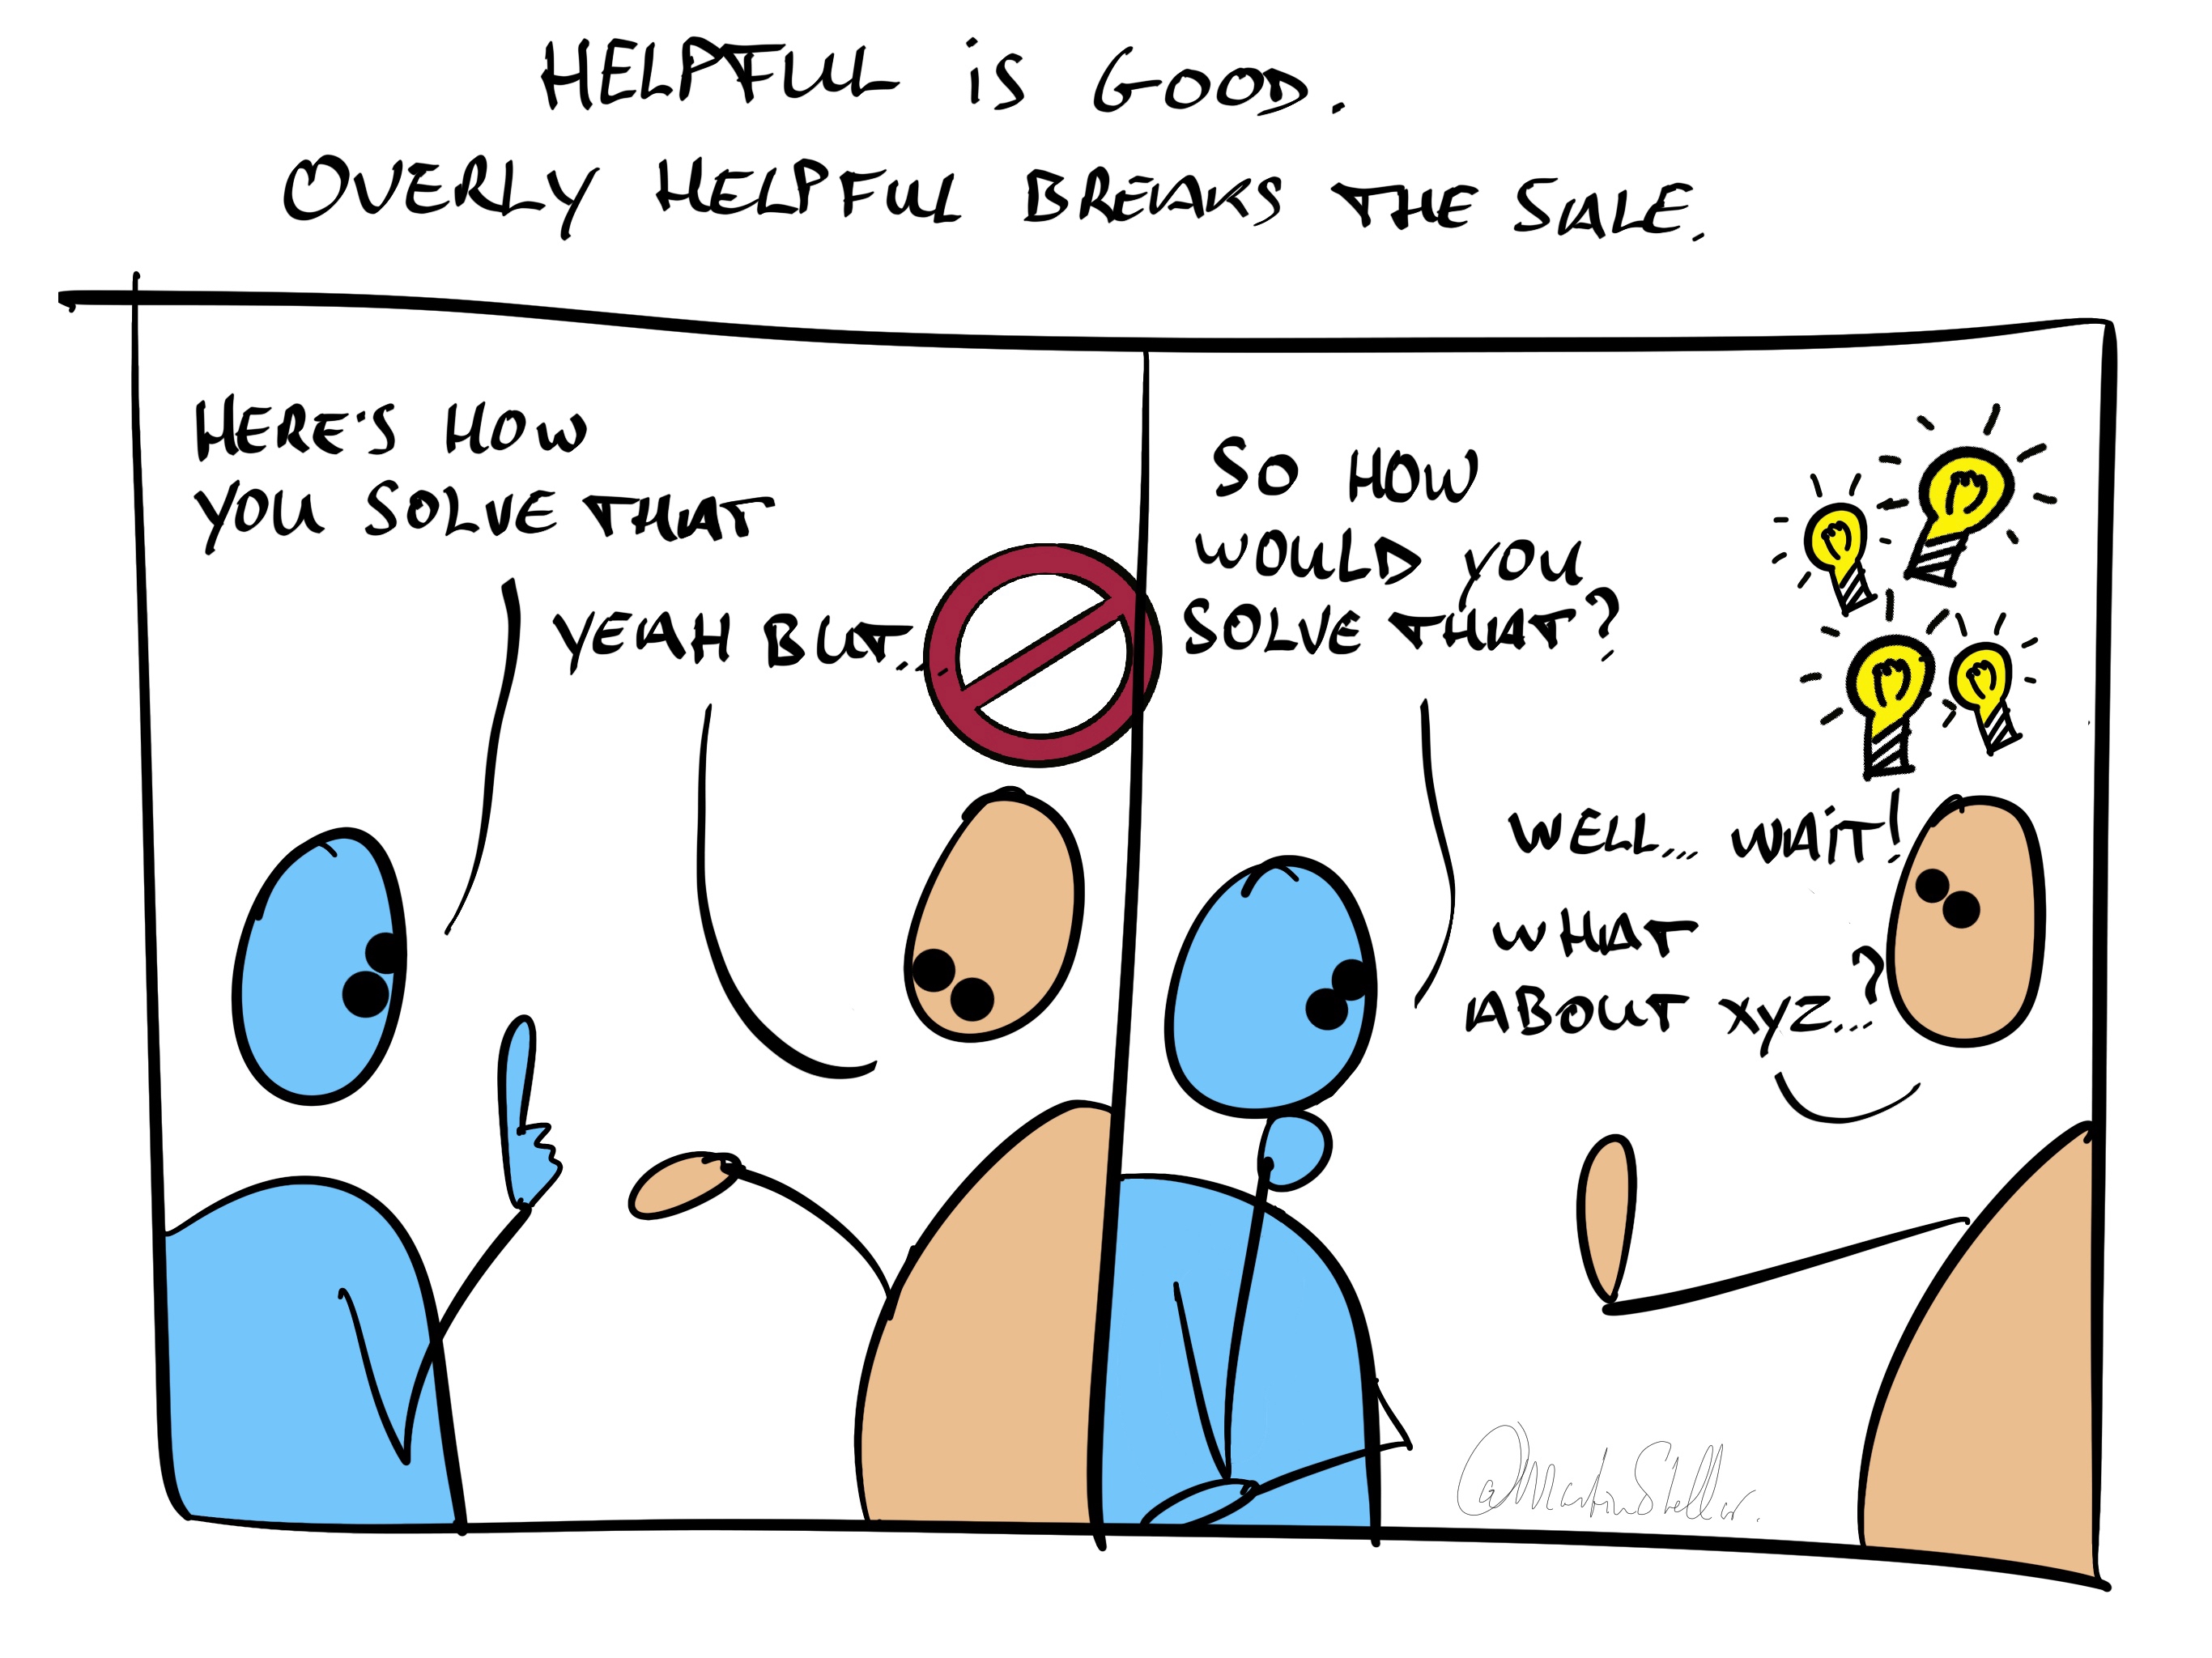 HELPFUL iS GOOD.
OVERLY HELPFUL BREAKS THE SALE.
HERE'S HOW
YOU SOLVE THAT
YEAH BUT...
SO HOW
WOULD YOU
SOLVE THAT?
WELL... WAiT!
WHAT
ABOUT XYZ...?
@MartinStellar